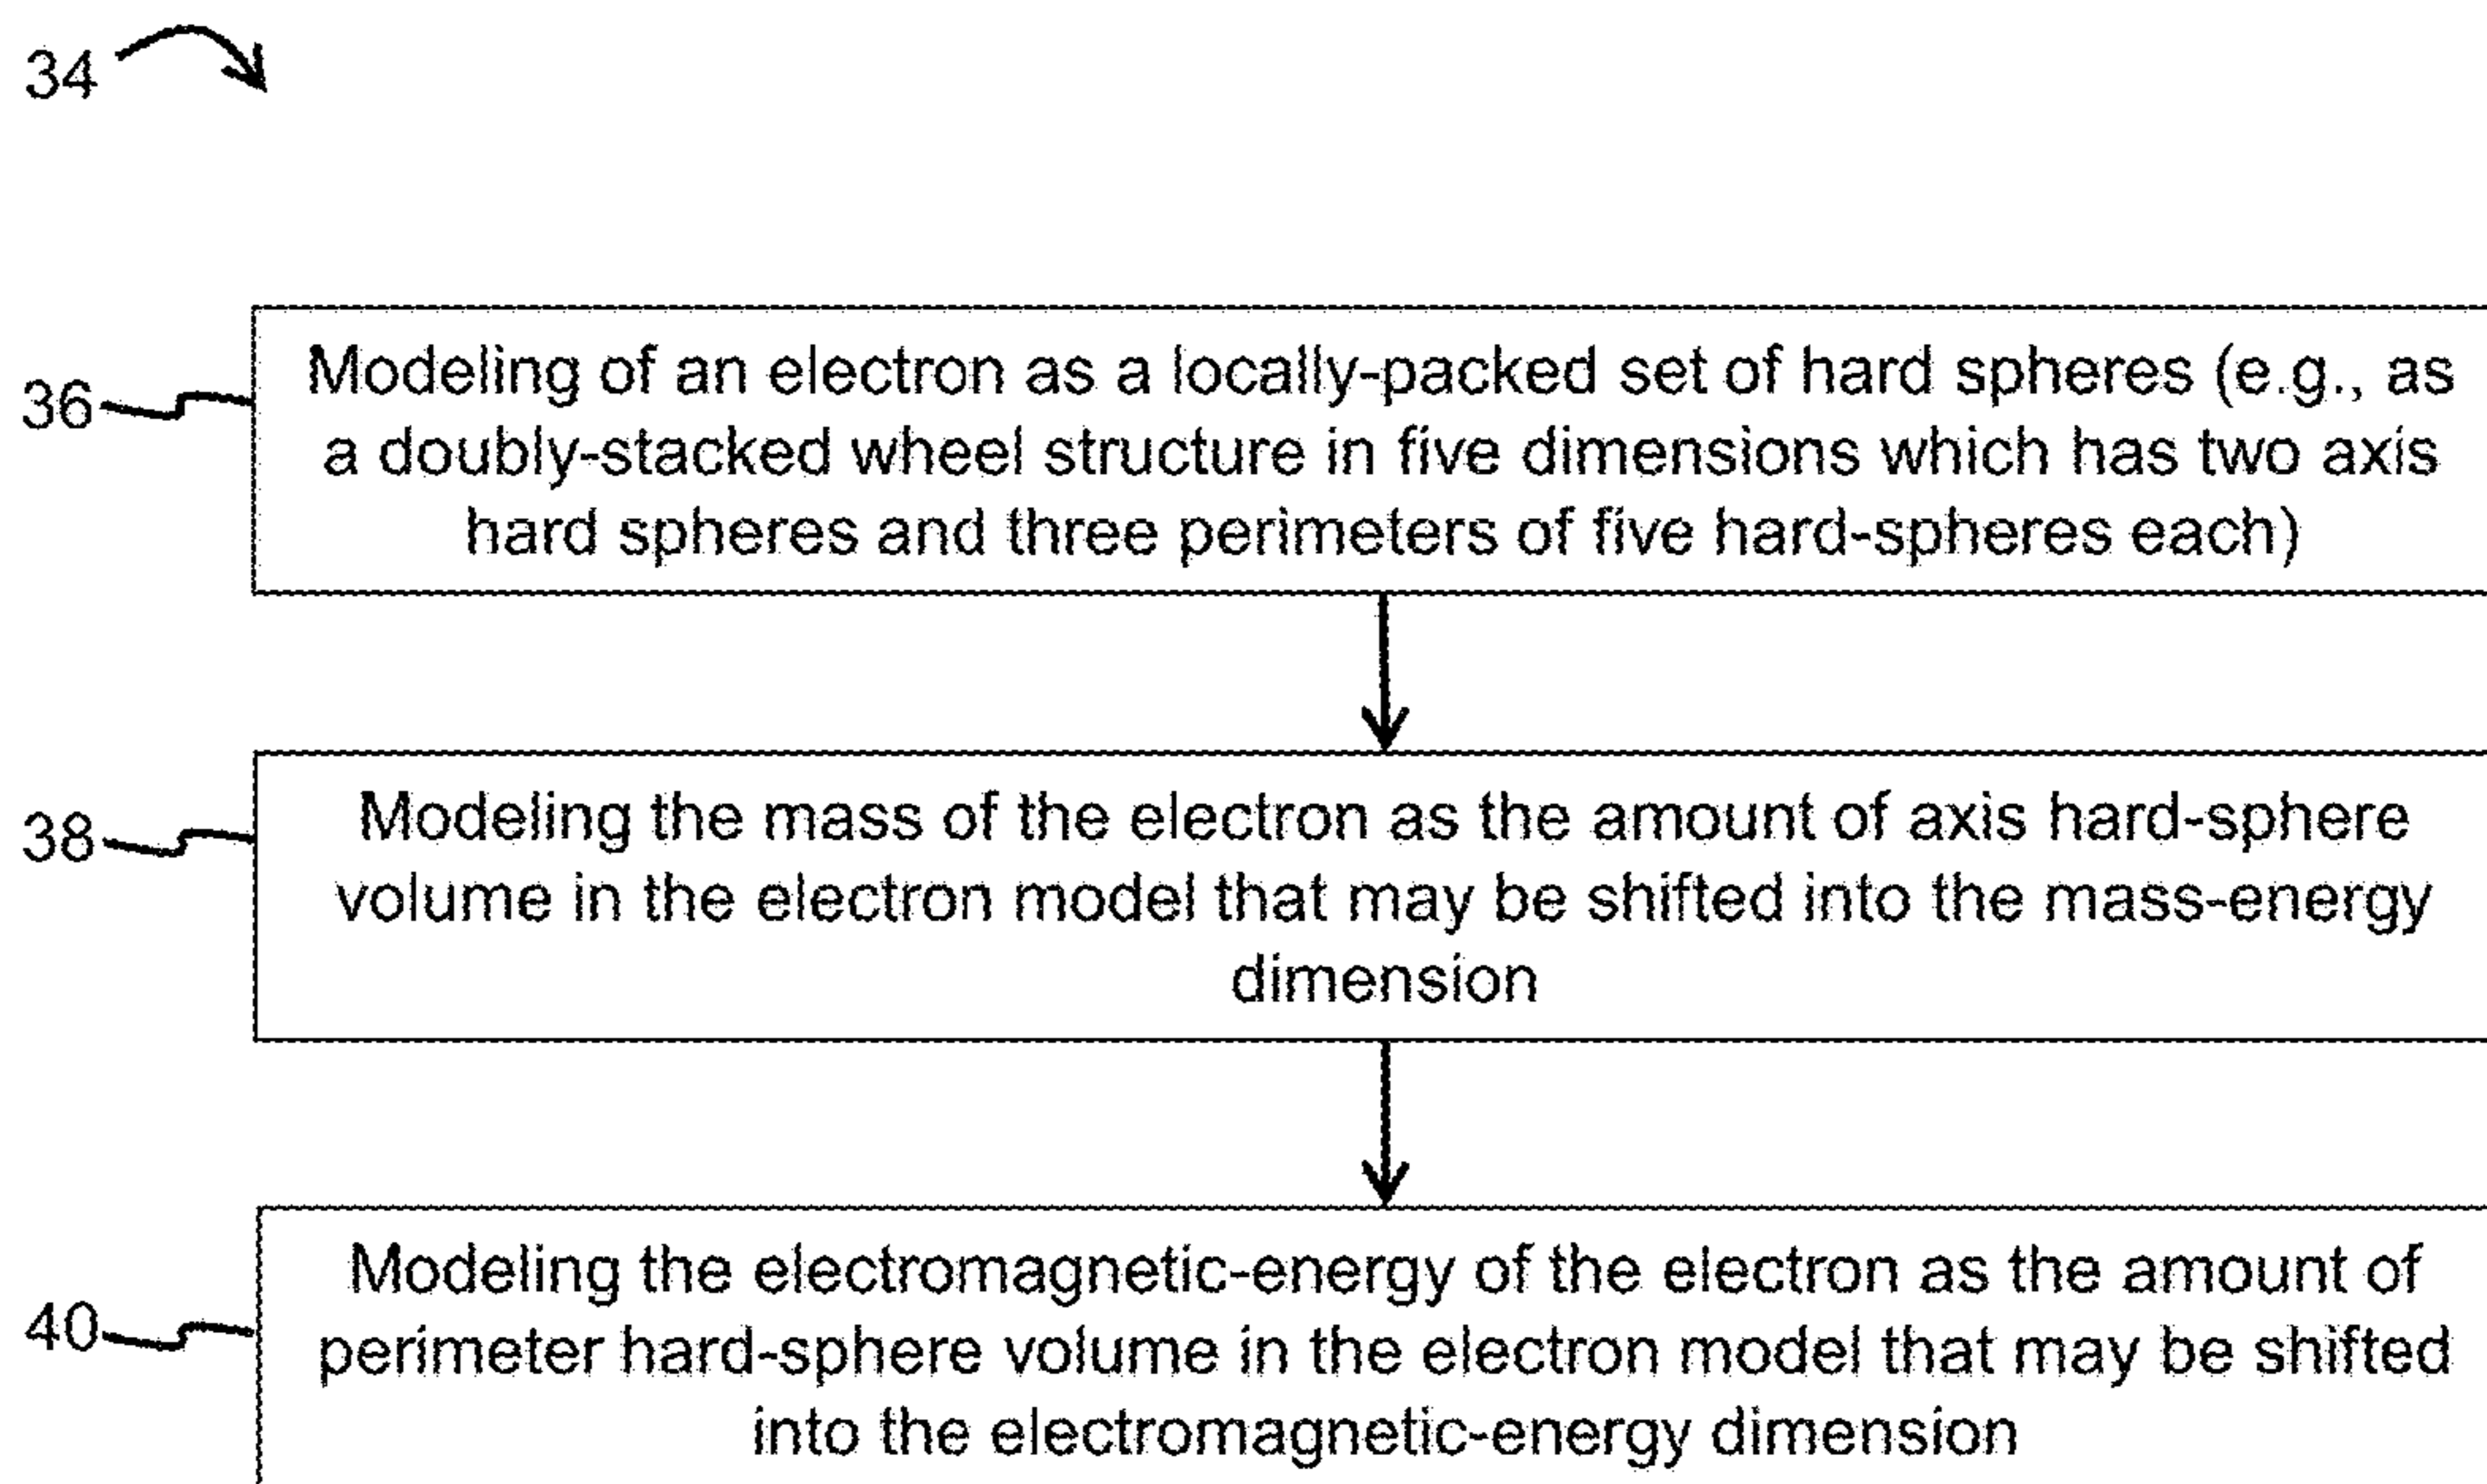 34
36
Modeling of an electron as a locally-packed set of hard spheres (e.g., as
a doubly-stacked wheel structure in five dimensions which has two axis
hard spheres and three perimeters of five hard-spheres each)
38
Modeling the mass of the electron as the amount of axis hard-sphere
volume in the electron model that may be shifted into the mass-energy
dimension
40
Modeling the electromagnetic-energy of the electron as the amount of
perimeter hard-sphere volume in the electron model that may be shifted
into the electromagnetic-energy dimension